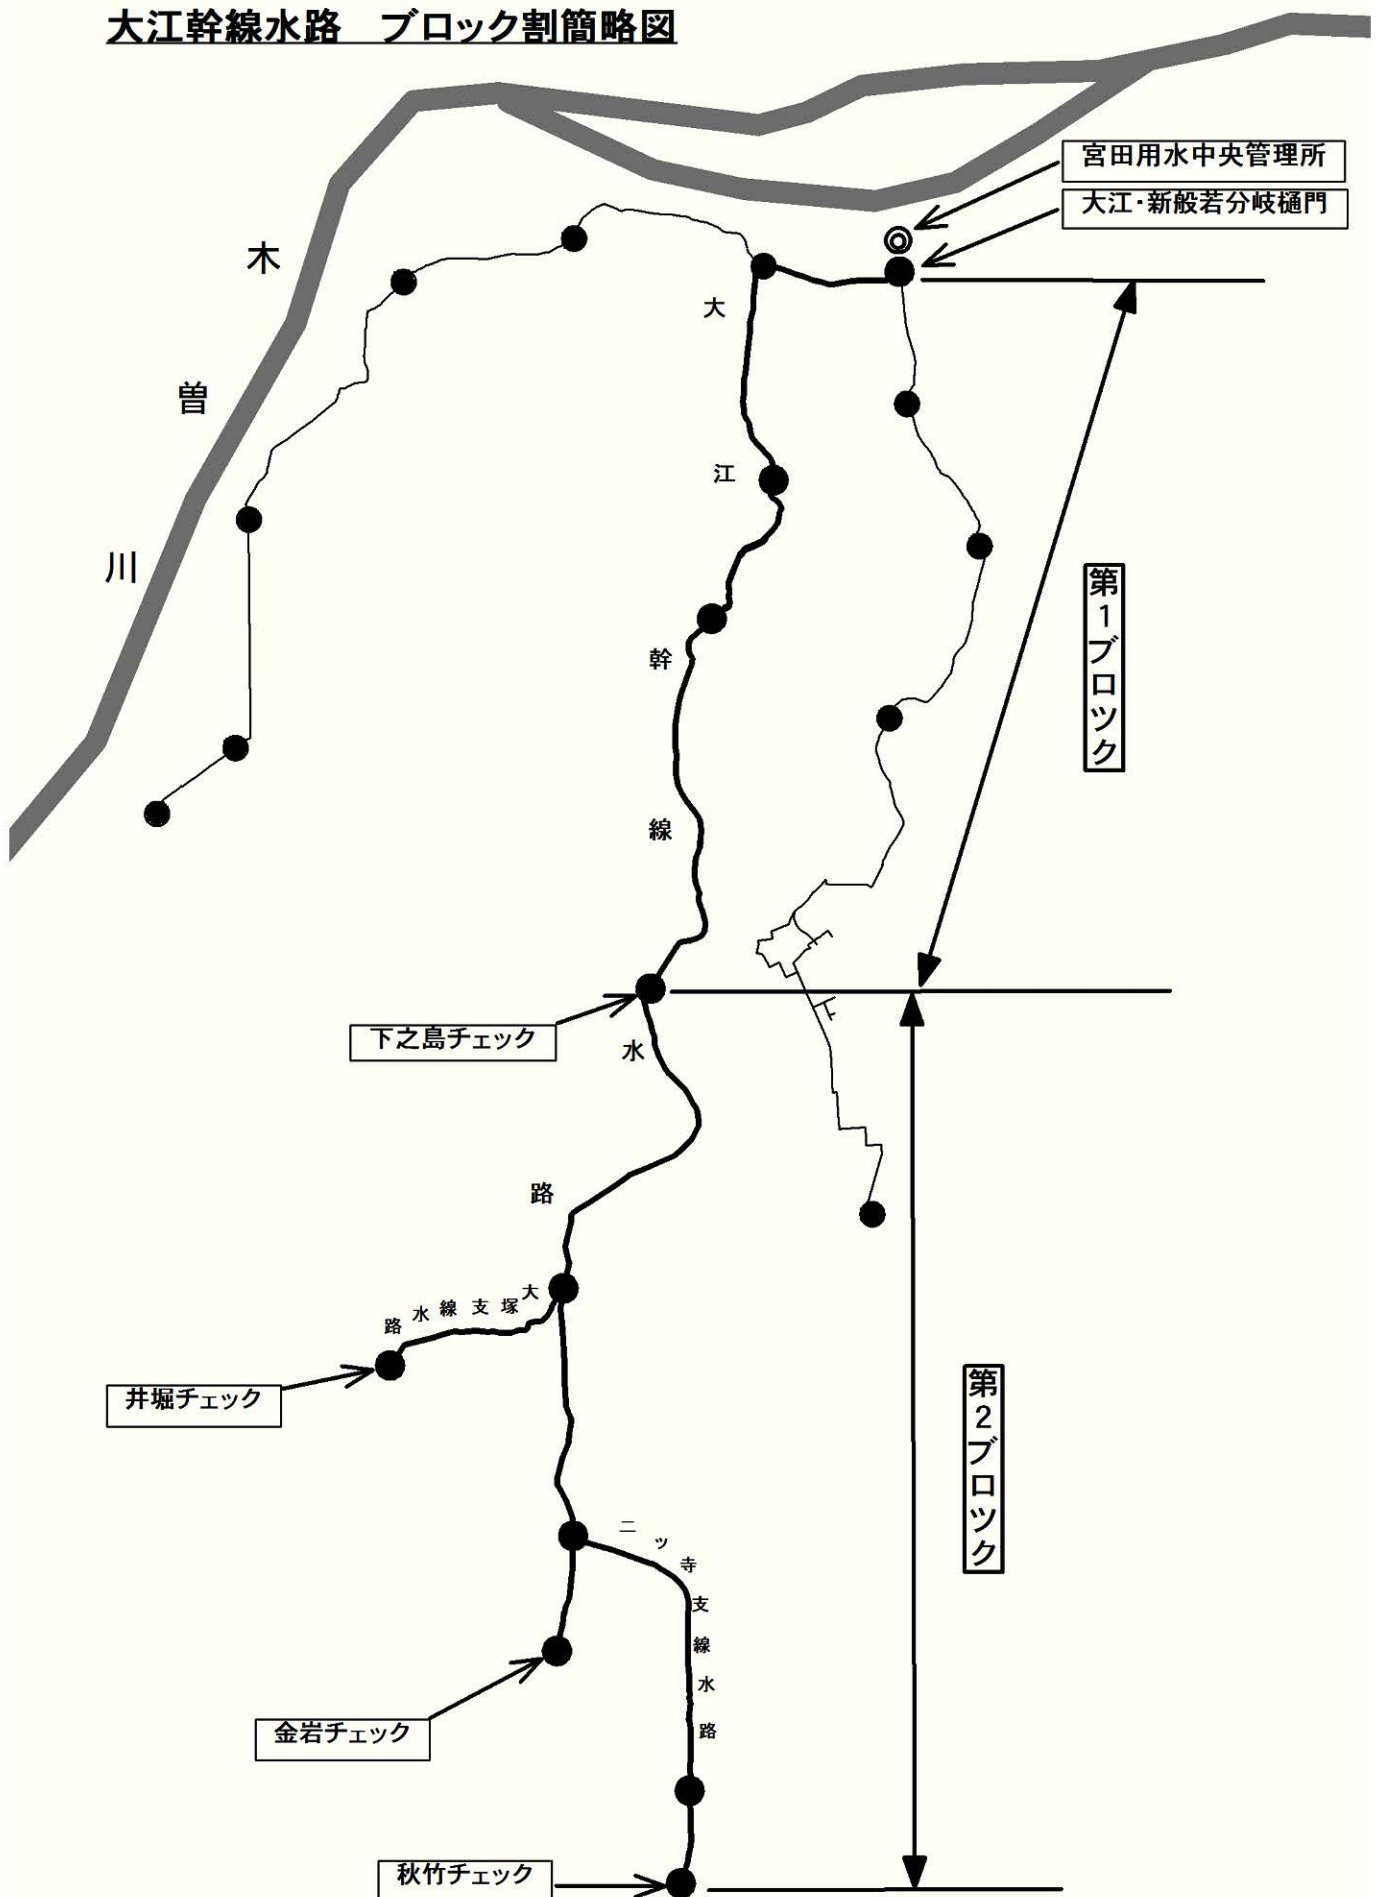 大江幹線水路　ブロック割簡略図
宮田用水中央管理所
大江・新般若分岐樋門
木曽川
大江幹線水路
第1ブロツク
下之島チェック
大塚支線水路
井堀チェック
第2ブロツク
二ッ寺支線水路
金岩チェック
秋竹チェック